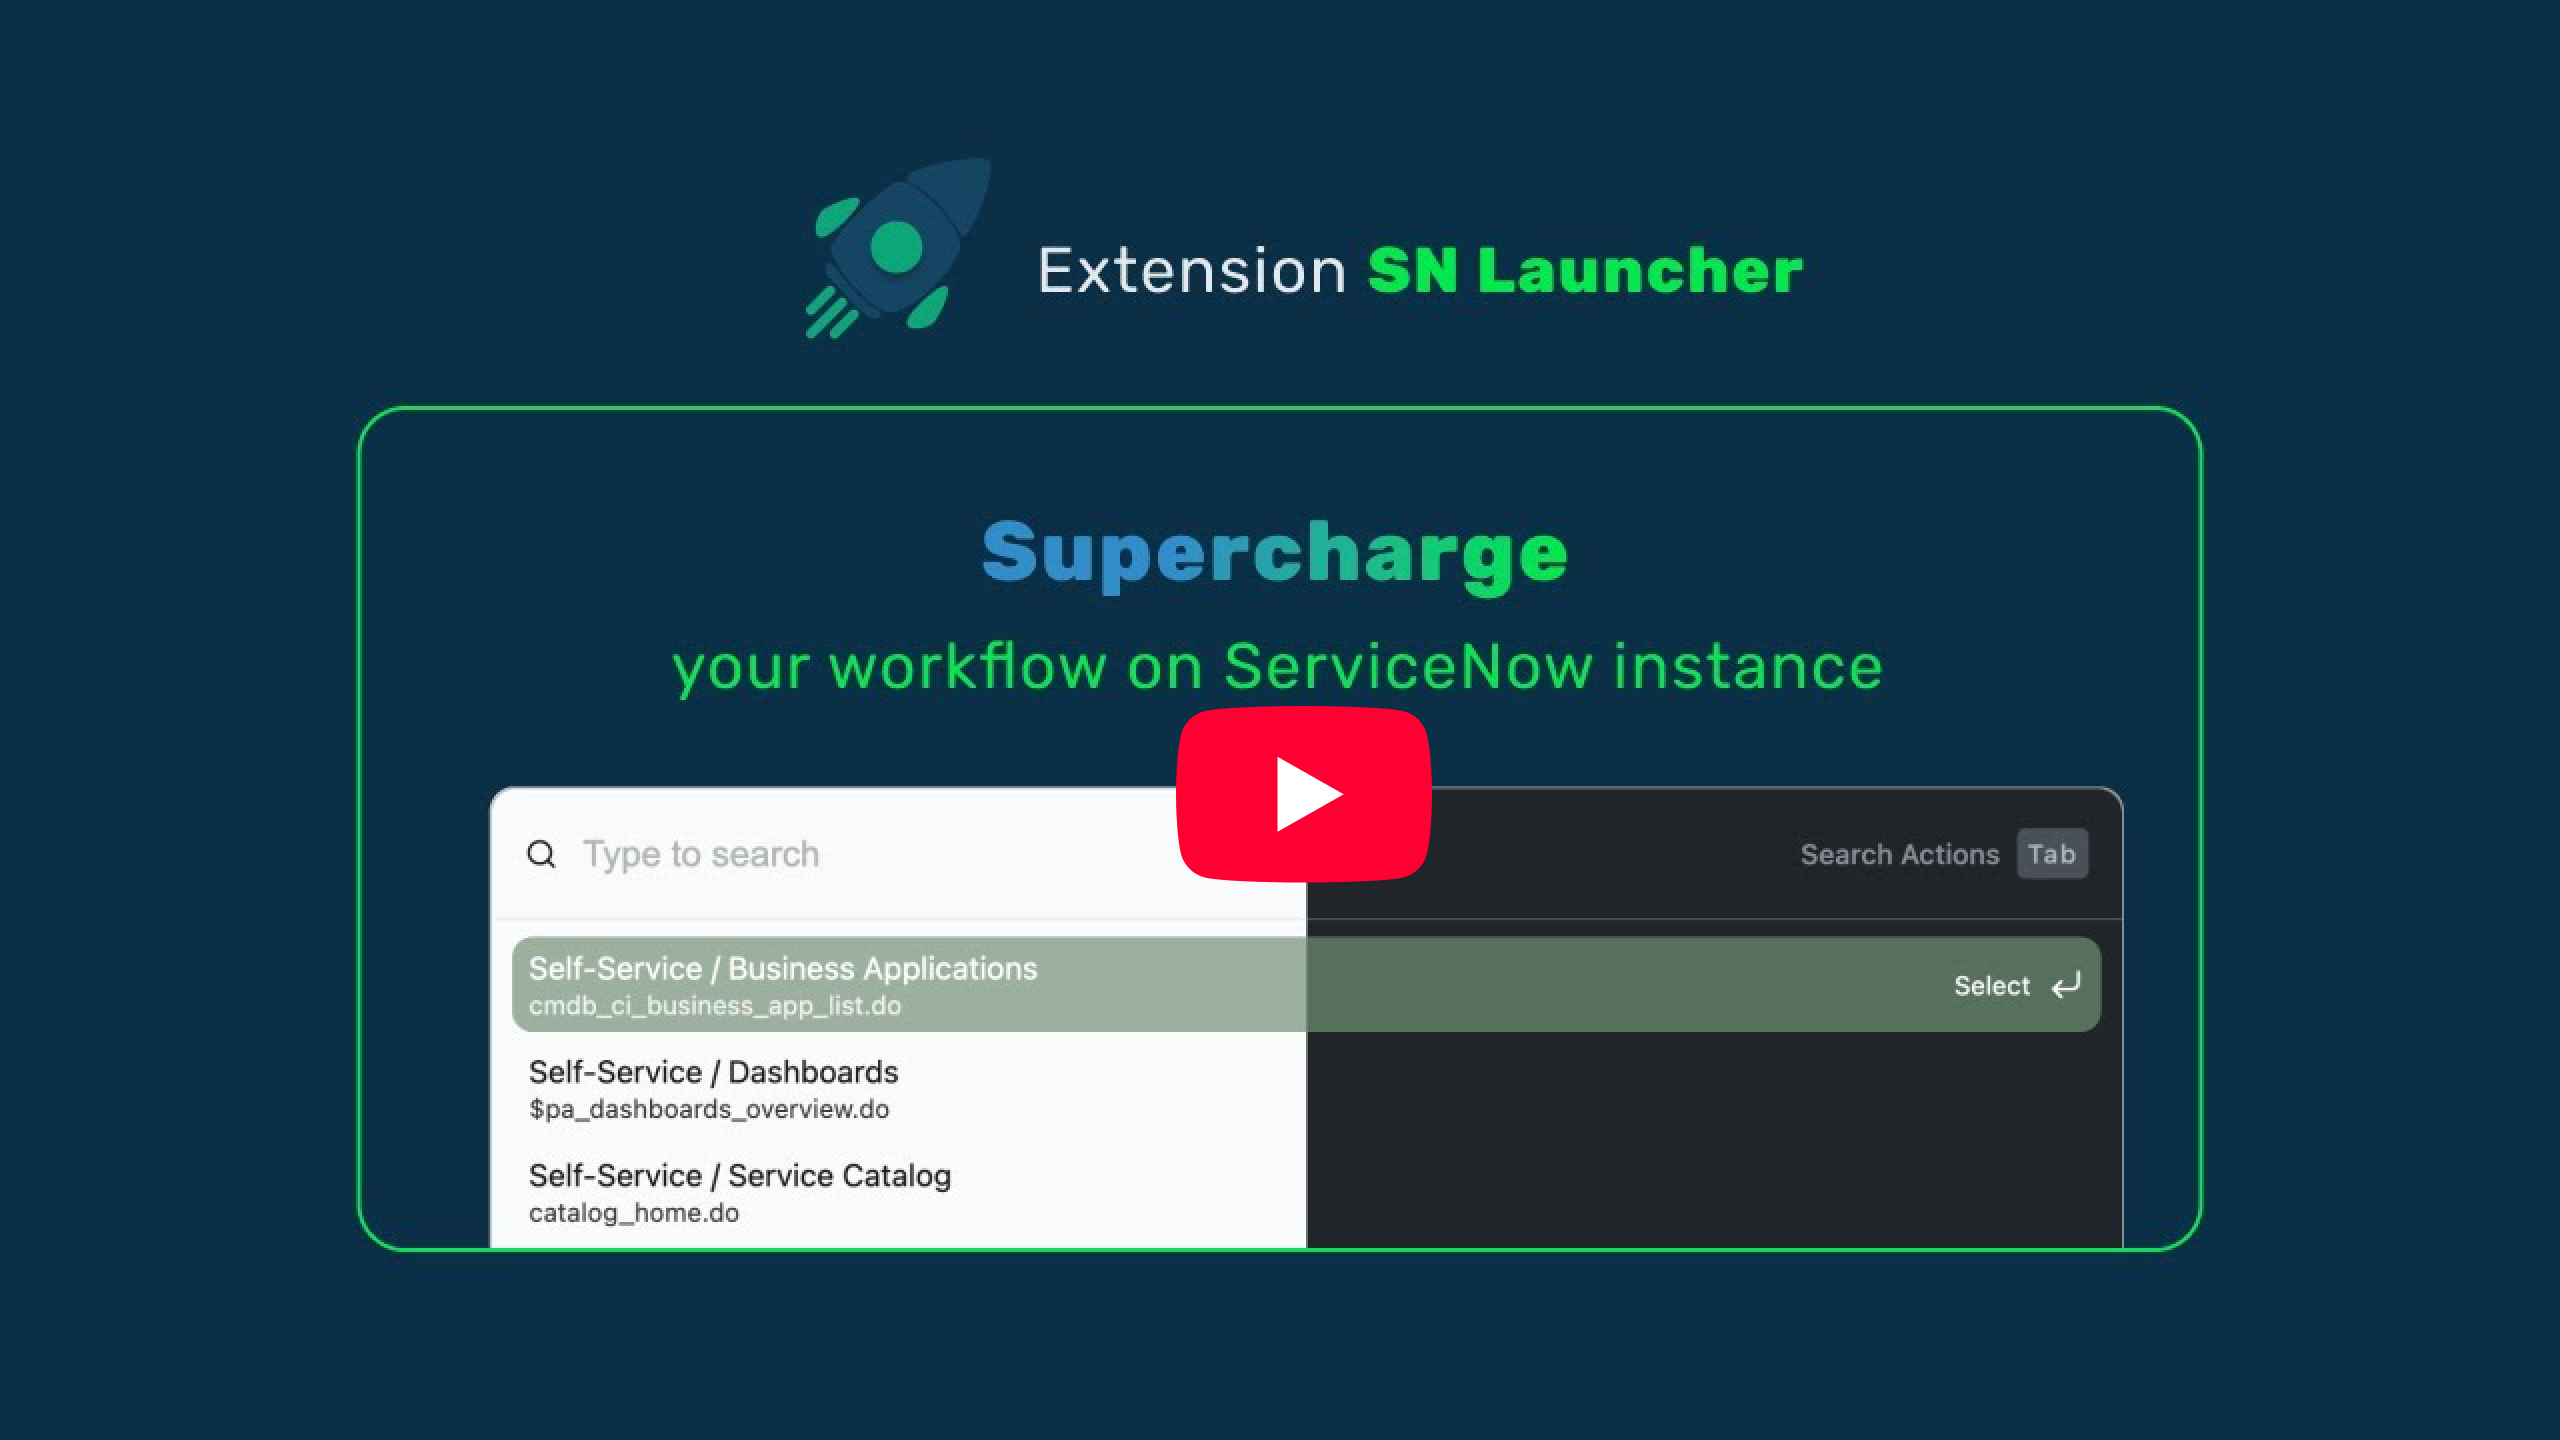 Extension SN Launcher
Supercharge
your workflow on ServiceNow instance
Type to search
Search Actions Tab
Self-Service / Business Applications
cmdb_ci_business_app_list.do
Select
Self-Service / Dashboards
$pa_dashboards_overview.do
Self-Service / Service Catalog
catalog_home.do